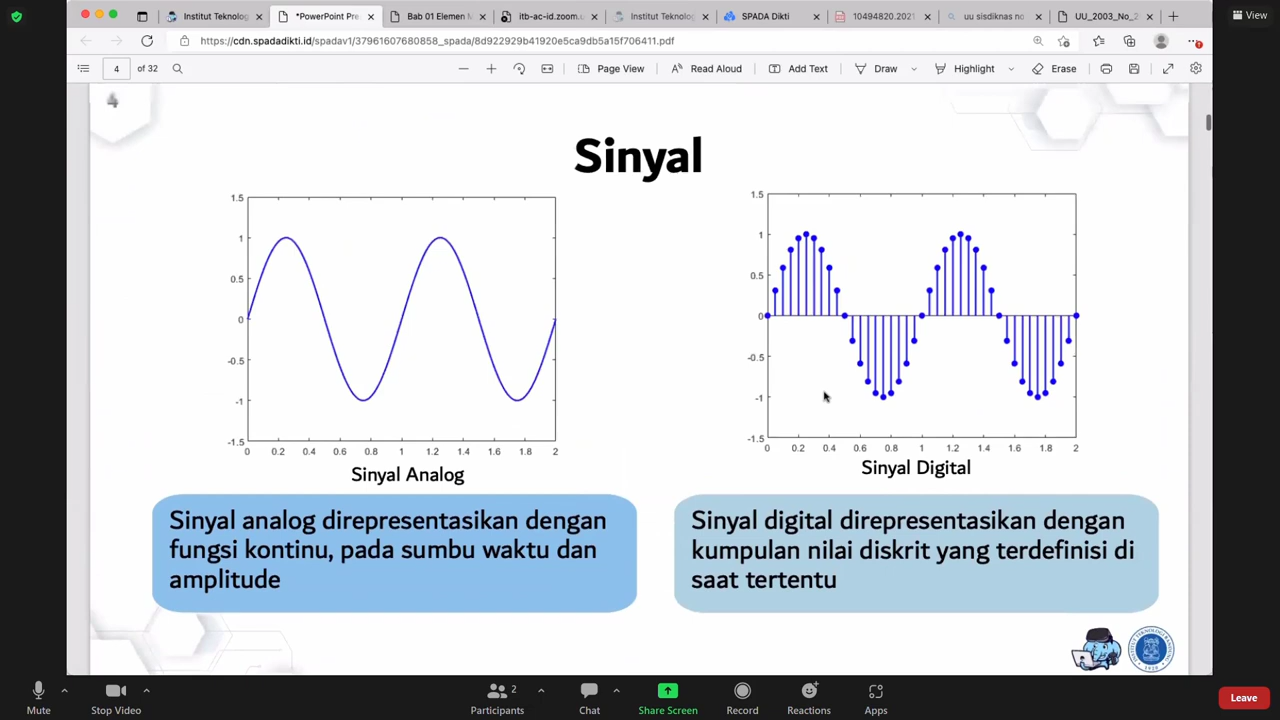 View
Institut Teknolog
*PowerPoint Pre
Bab 01 Elemen M
itb-ac-id.zoom.u
Institut Teknolog
SPADA Dikti
10494820.2021
uu sisdiknas no
UU_2003_No_2
https://cdn.spadadikti.id/spadav1/37961607680858_spada/8d922929b41920e5ca9db5a15f706411.pdf
4 of 32
Page View
Read Aloud
Add Text
Draw
Highlight
Erase
4
Sinyal
1.5
1
0.5
0
-0.5
-1
-1.5
0 0.2 0.4 0.6 0.8 1 1.2 1.4 1.6 1.8 2
Sinyal Analog
1.5
1
0.5
0
-0.5
-1
-1.5
0 0.2 0.4 0.6 0.8 1 1.2 1.4 1.6 1.8 2
Sinyal Digital
Sinyal analog direpresentasikan dengan
fungsi kontinu, pada sumbu waktu dan
amplitude
Sinyal digital direpresentasikan dengan
kumpulan nilai diskrit yang terdefinisi di
saat tertentu
Mute
Stop Video
2
Participants
Chat
Share Screen
Record
Reactions
Apps
Leave